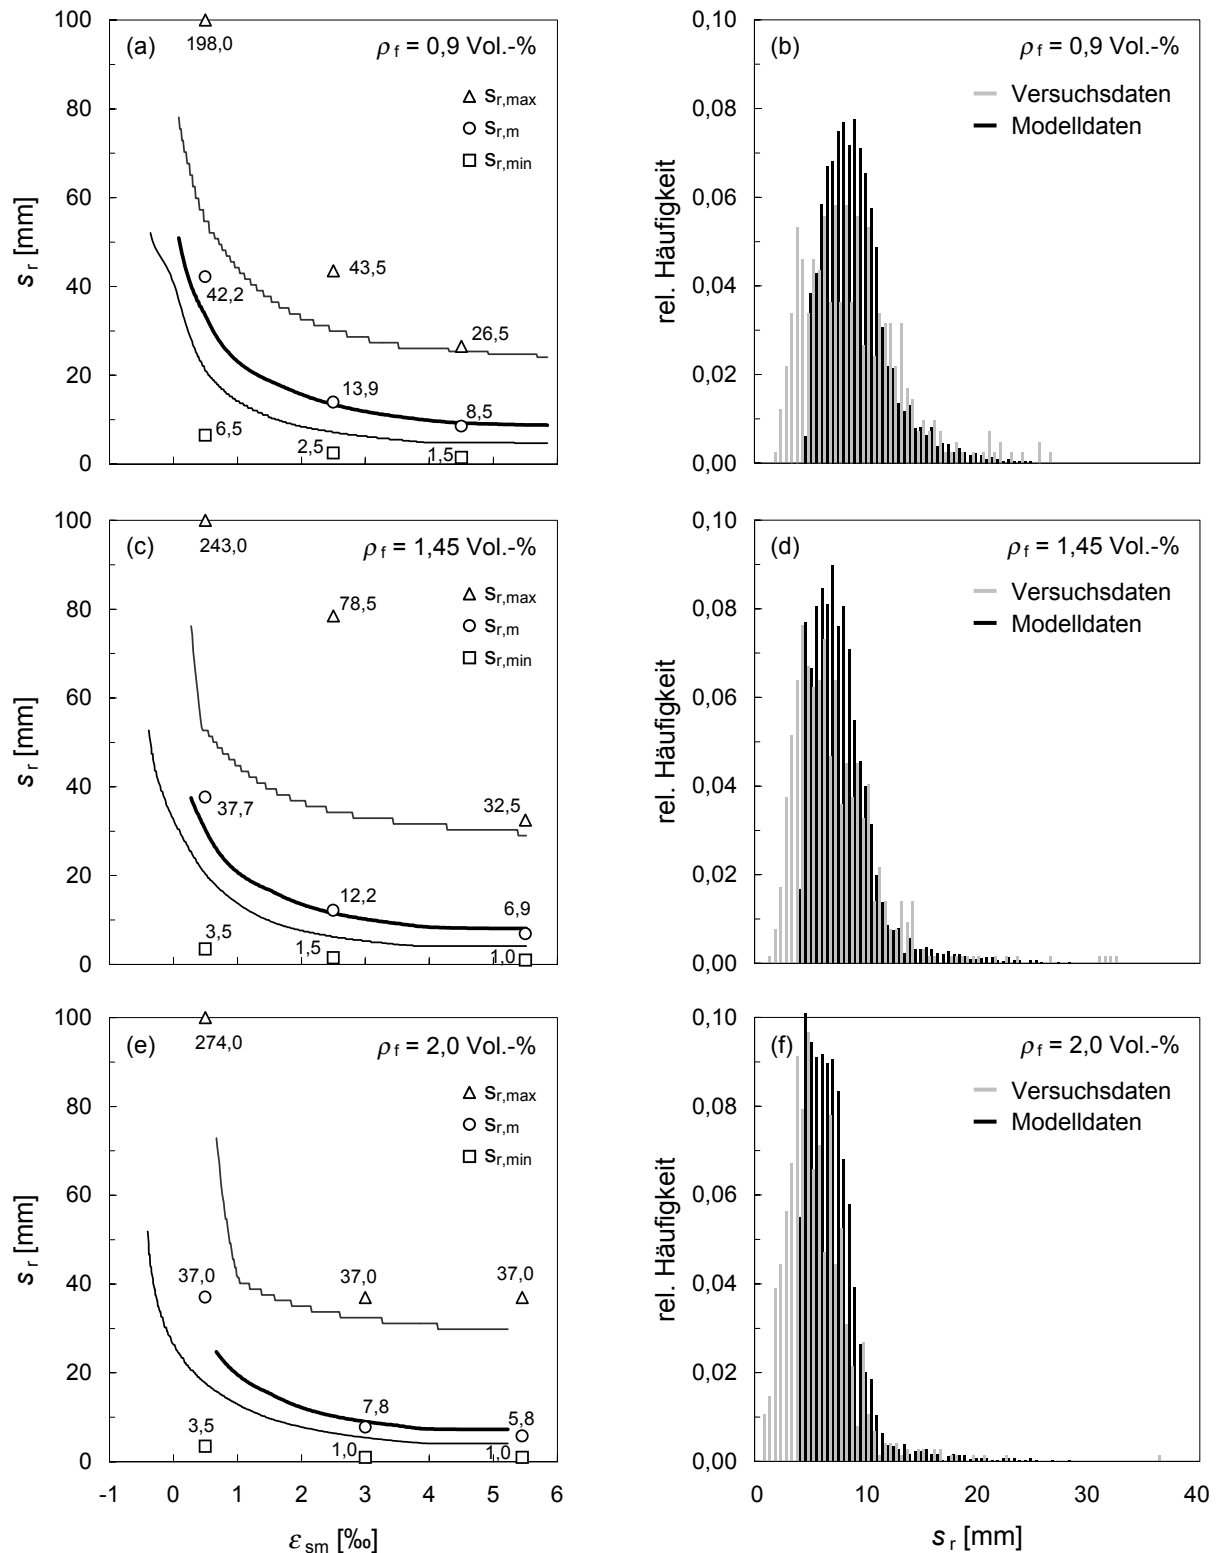 (a) ρf = 0,9 Vol.-%
100
198,0
sr,max
80
sr,m
sr,min
60
sr [mm]
43,5
40
42,2
26,5
20
13,9
8,5
6,5
2,5
1,5
0
(b) ρf = 0,9 Vol.-%
0,10
Versuchsdaten
0,08
Modelldaten
0,06
rel. Häufigkeit
0,04
0,02
0,00
(c) ρf = 1,45 Vol.-%
100
243,0
sr,max
78,5
80
sr,m
sr,min
60
sr [mm]
40
37,7
32,5
20
12,2
6,9
3,5
1,5
1,0
0
(d) ρf = 1,45 Vol.-%
0,10
Versuchsdaten
0,08
Modelldaten
0,06
rel. Häufigkeit
0,04
0,02
0,00
(e) ρf = 2,0 Vol.-%
100
274,0
sr,max
80
sr,m
sr,min
60
sr [mm]
40
37,0
37,0
37,0
20
7,8
5,8
3,5
1,0
1,0
0
-1 0 1 2 3 4 5 6
εsm [‰]
(f) ρf = 2,0 Vol.-%
0,10
Versuchsdaten
0,08
Modelldaten
0,06
rel. Häufigkeit
0,04
0,02
0,00
0 10 20 30 40
sr [mm]